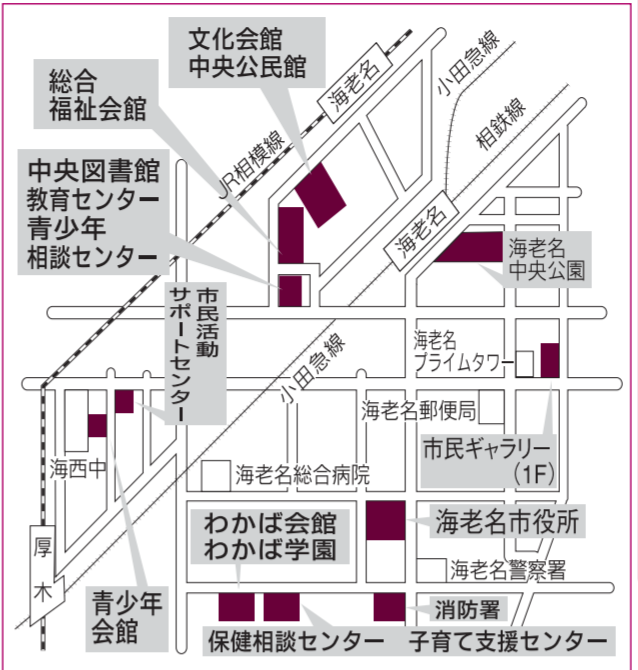 文化会館
中央公民館
海老名
小田急線
総合
福祉会館
相鉄線
JR相模線
中央図書館
教育センター
青少年
相談センター
海老名
海老名
中央公園
市民活動
サポートセンター
小田急線
海老名
プライムタワー
海老名郵便局
市民ギャラリー
(1F)
海西中
海老名総合病院
わかば会館
わかば学園
海老名市役所
厚木
海老名警察署
青少年
会館
消防署
保健相談センター
子育て支援センター